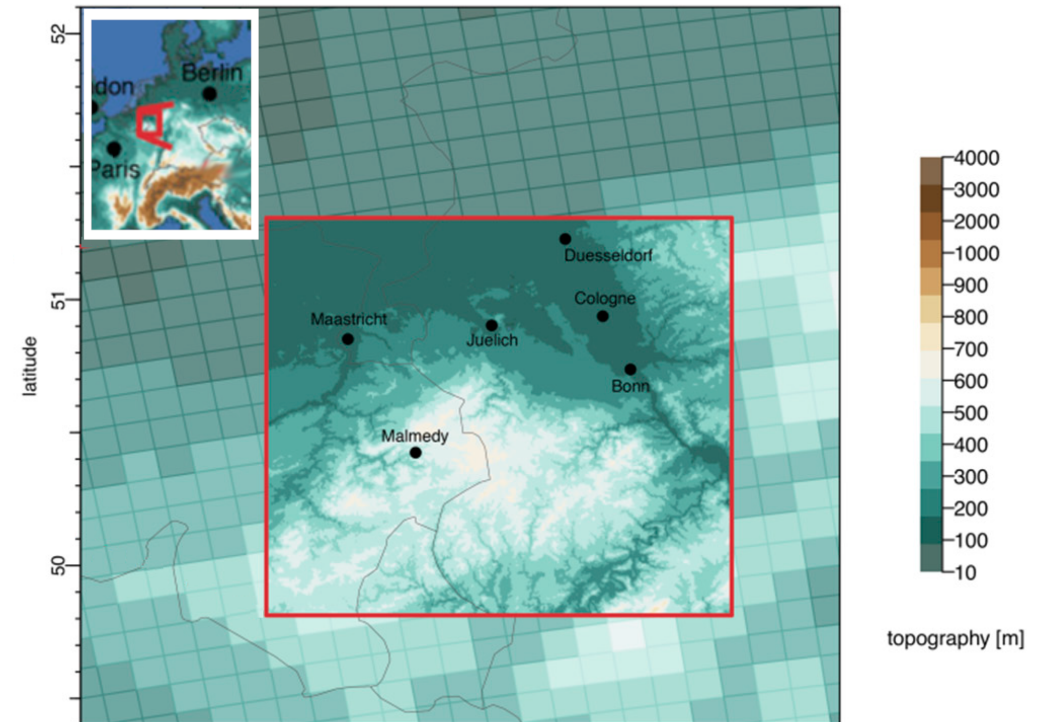 52
51
50
latitude
don
Berlin
Paris
Duesseldorf
Cologne
Maastricht
Juelich
Bonn
Malmedy
4000
3000
2000
1000
900
800
700
600
500
400
300
200
100
10
topography [m]